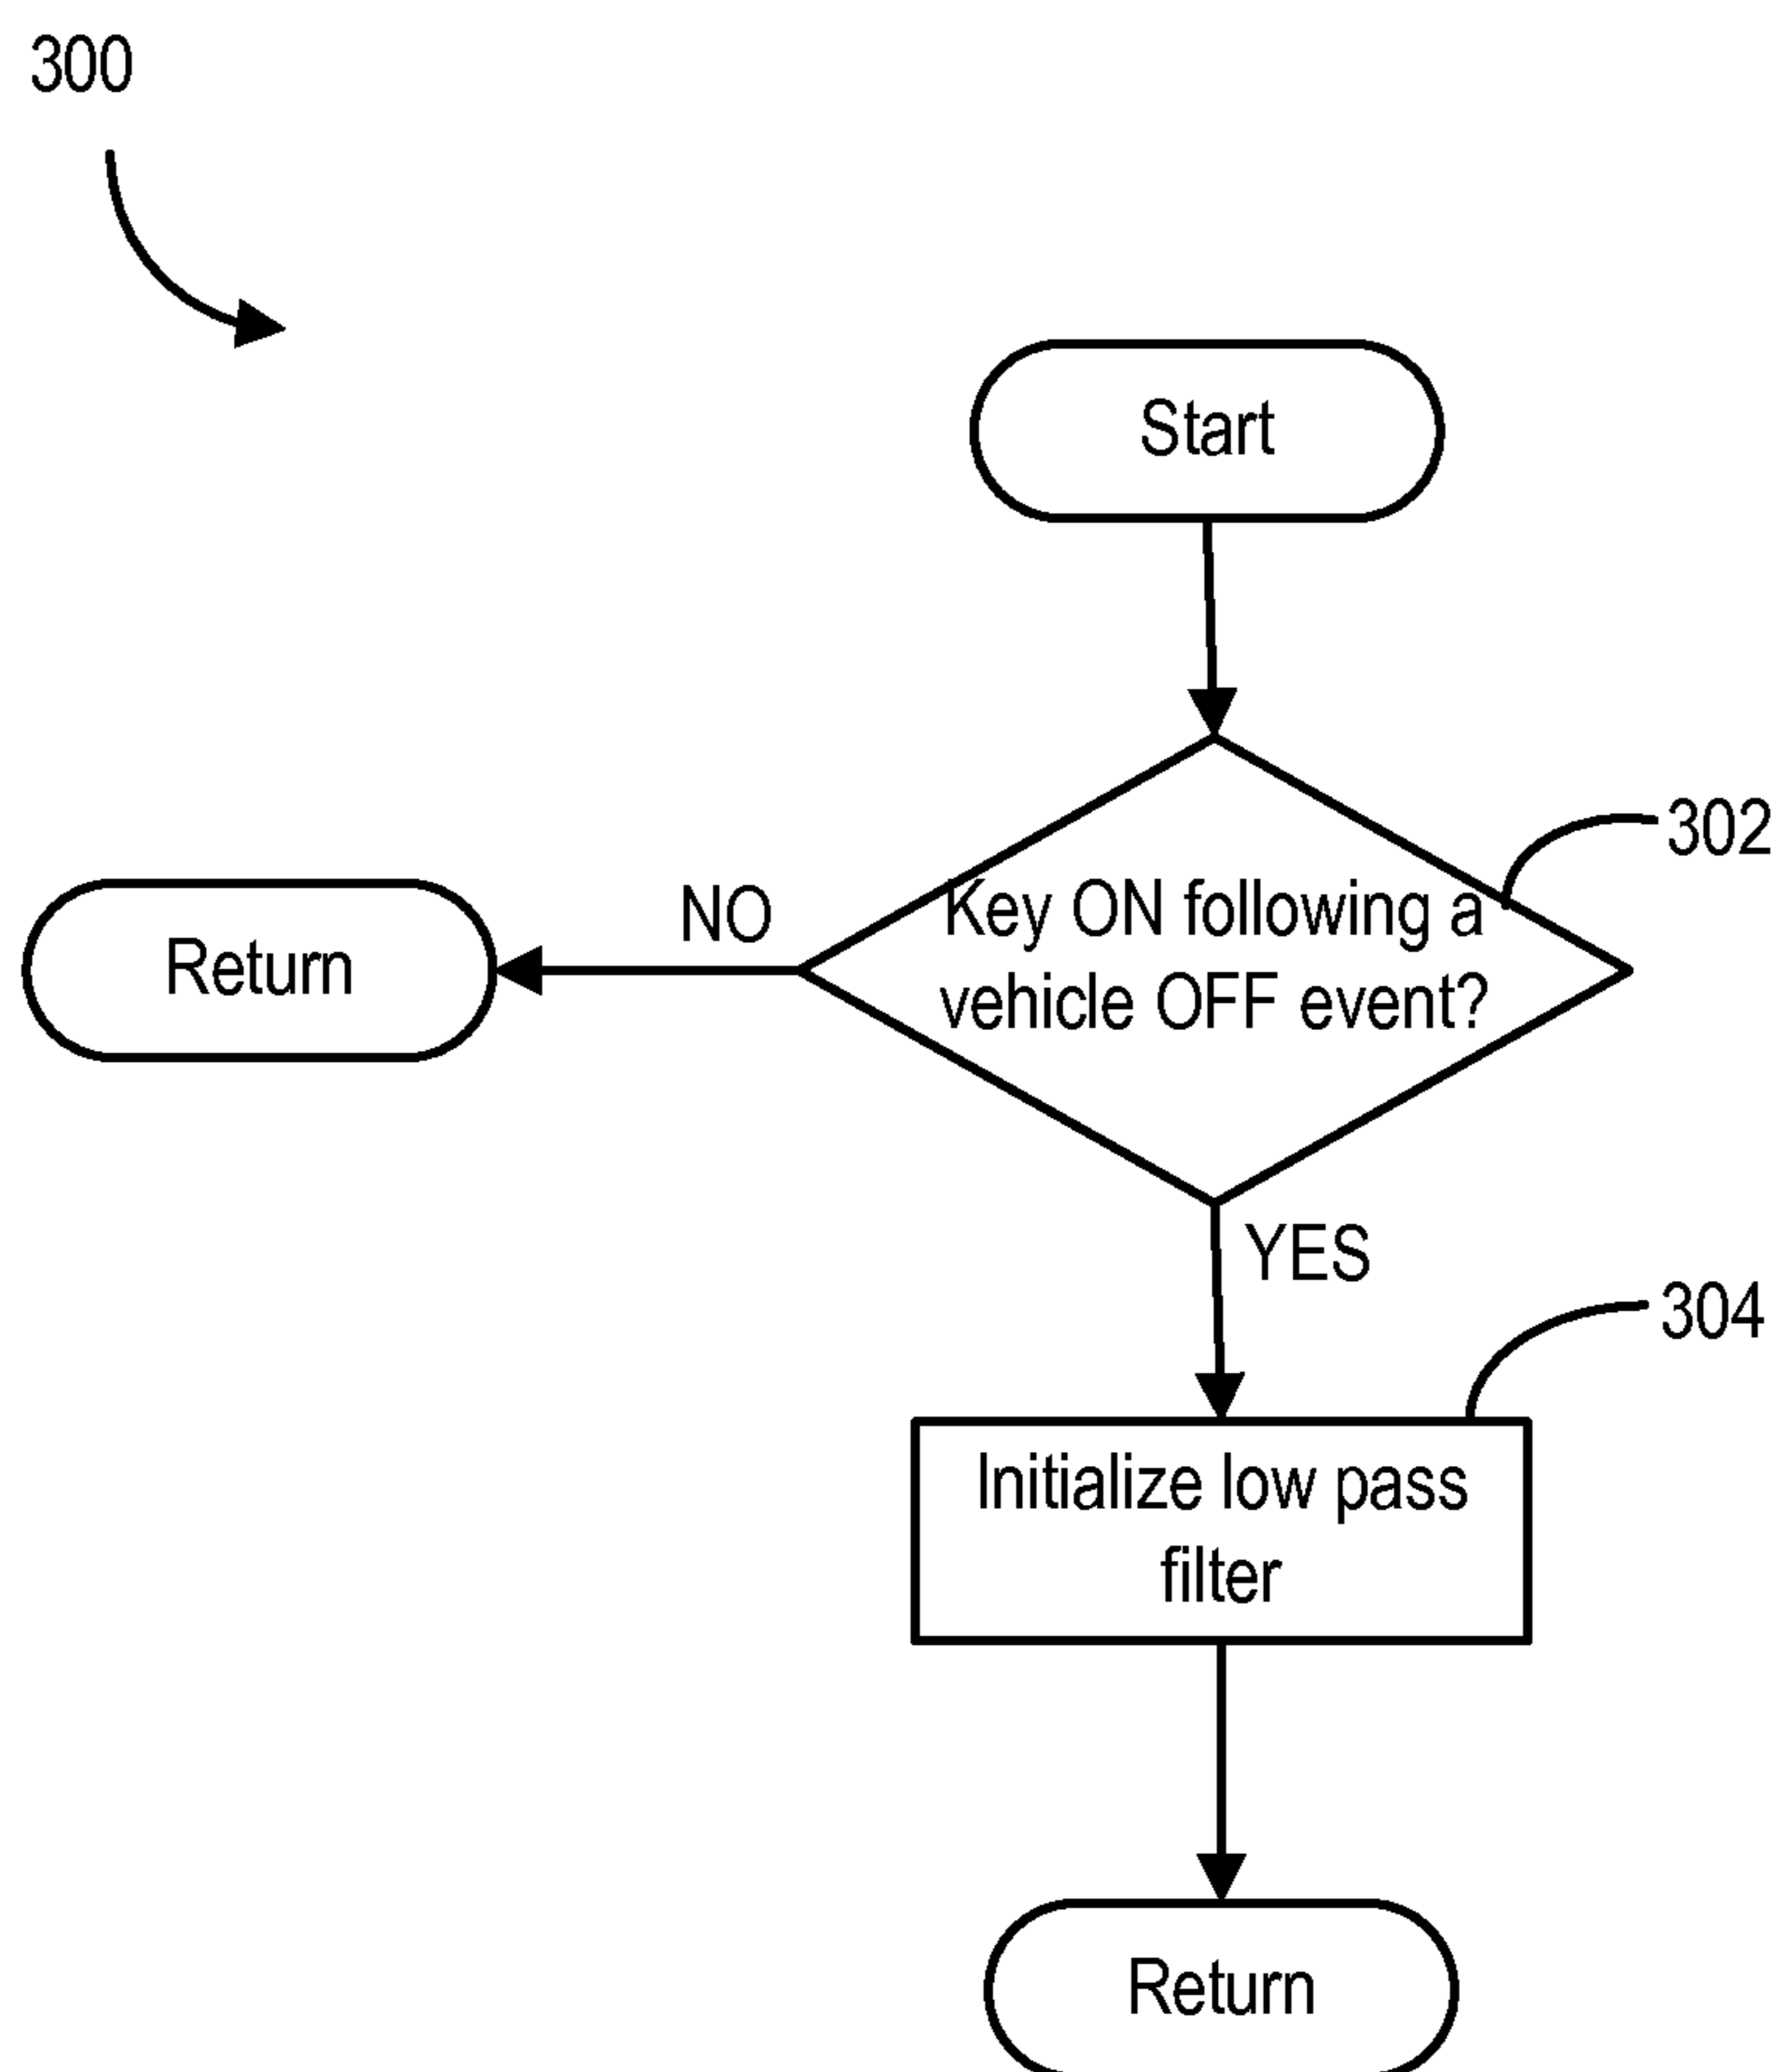 300
Start
302
Key ON following a
vehicle OFF event?
NO
Return
YES
304
Initialize low pass
filter
Return